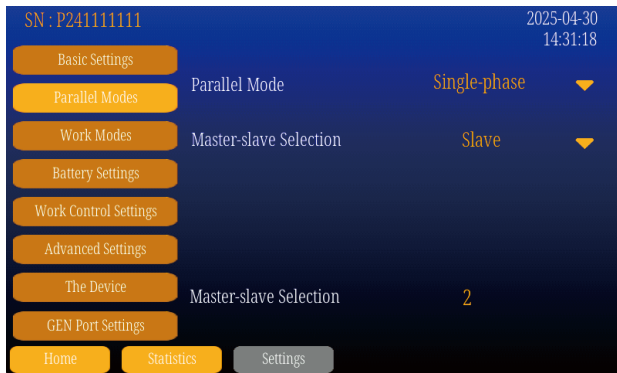 SN : P241111111
2025-04-30
14:31:18
Basic Settings
Parallel Modes
Parallel Mode
Single-phase
Work Modes
Master-slave Selection
Slave
Battery Settings
Work Control Settings
Advanced Settings
The Device
Master-slave Selection
2
GEN Port Settings
Home
Statistics
Settings